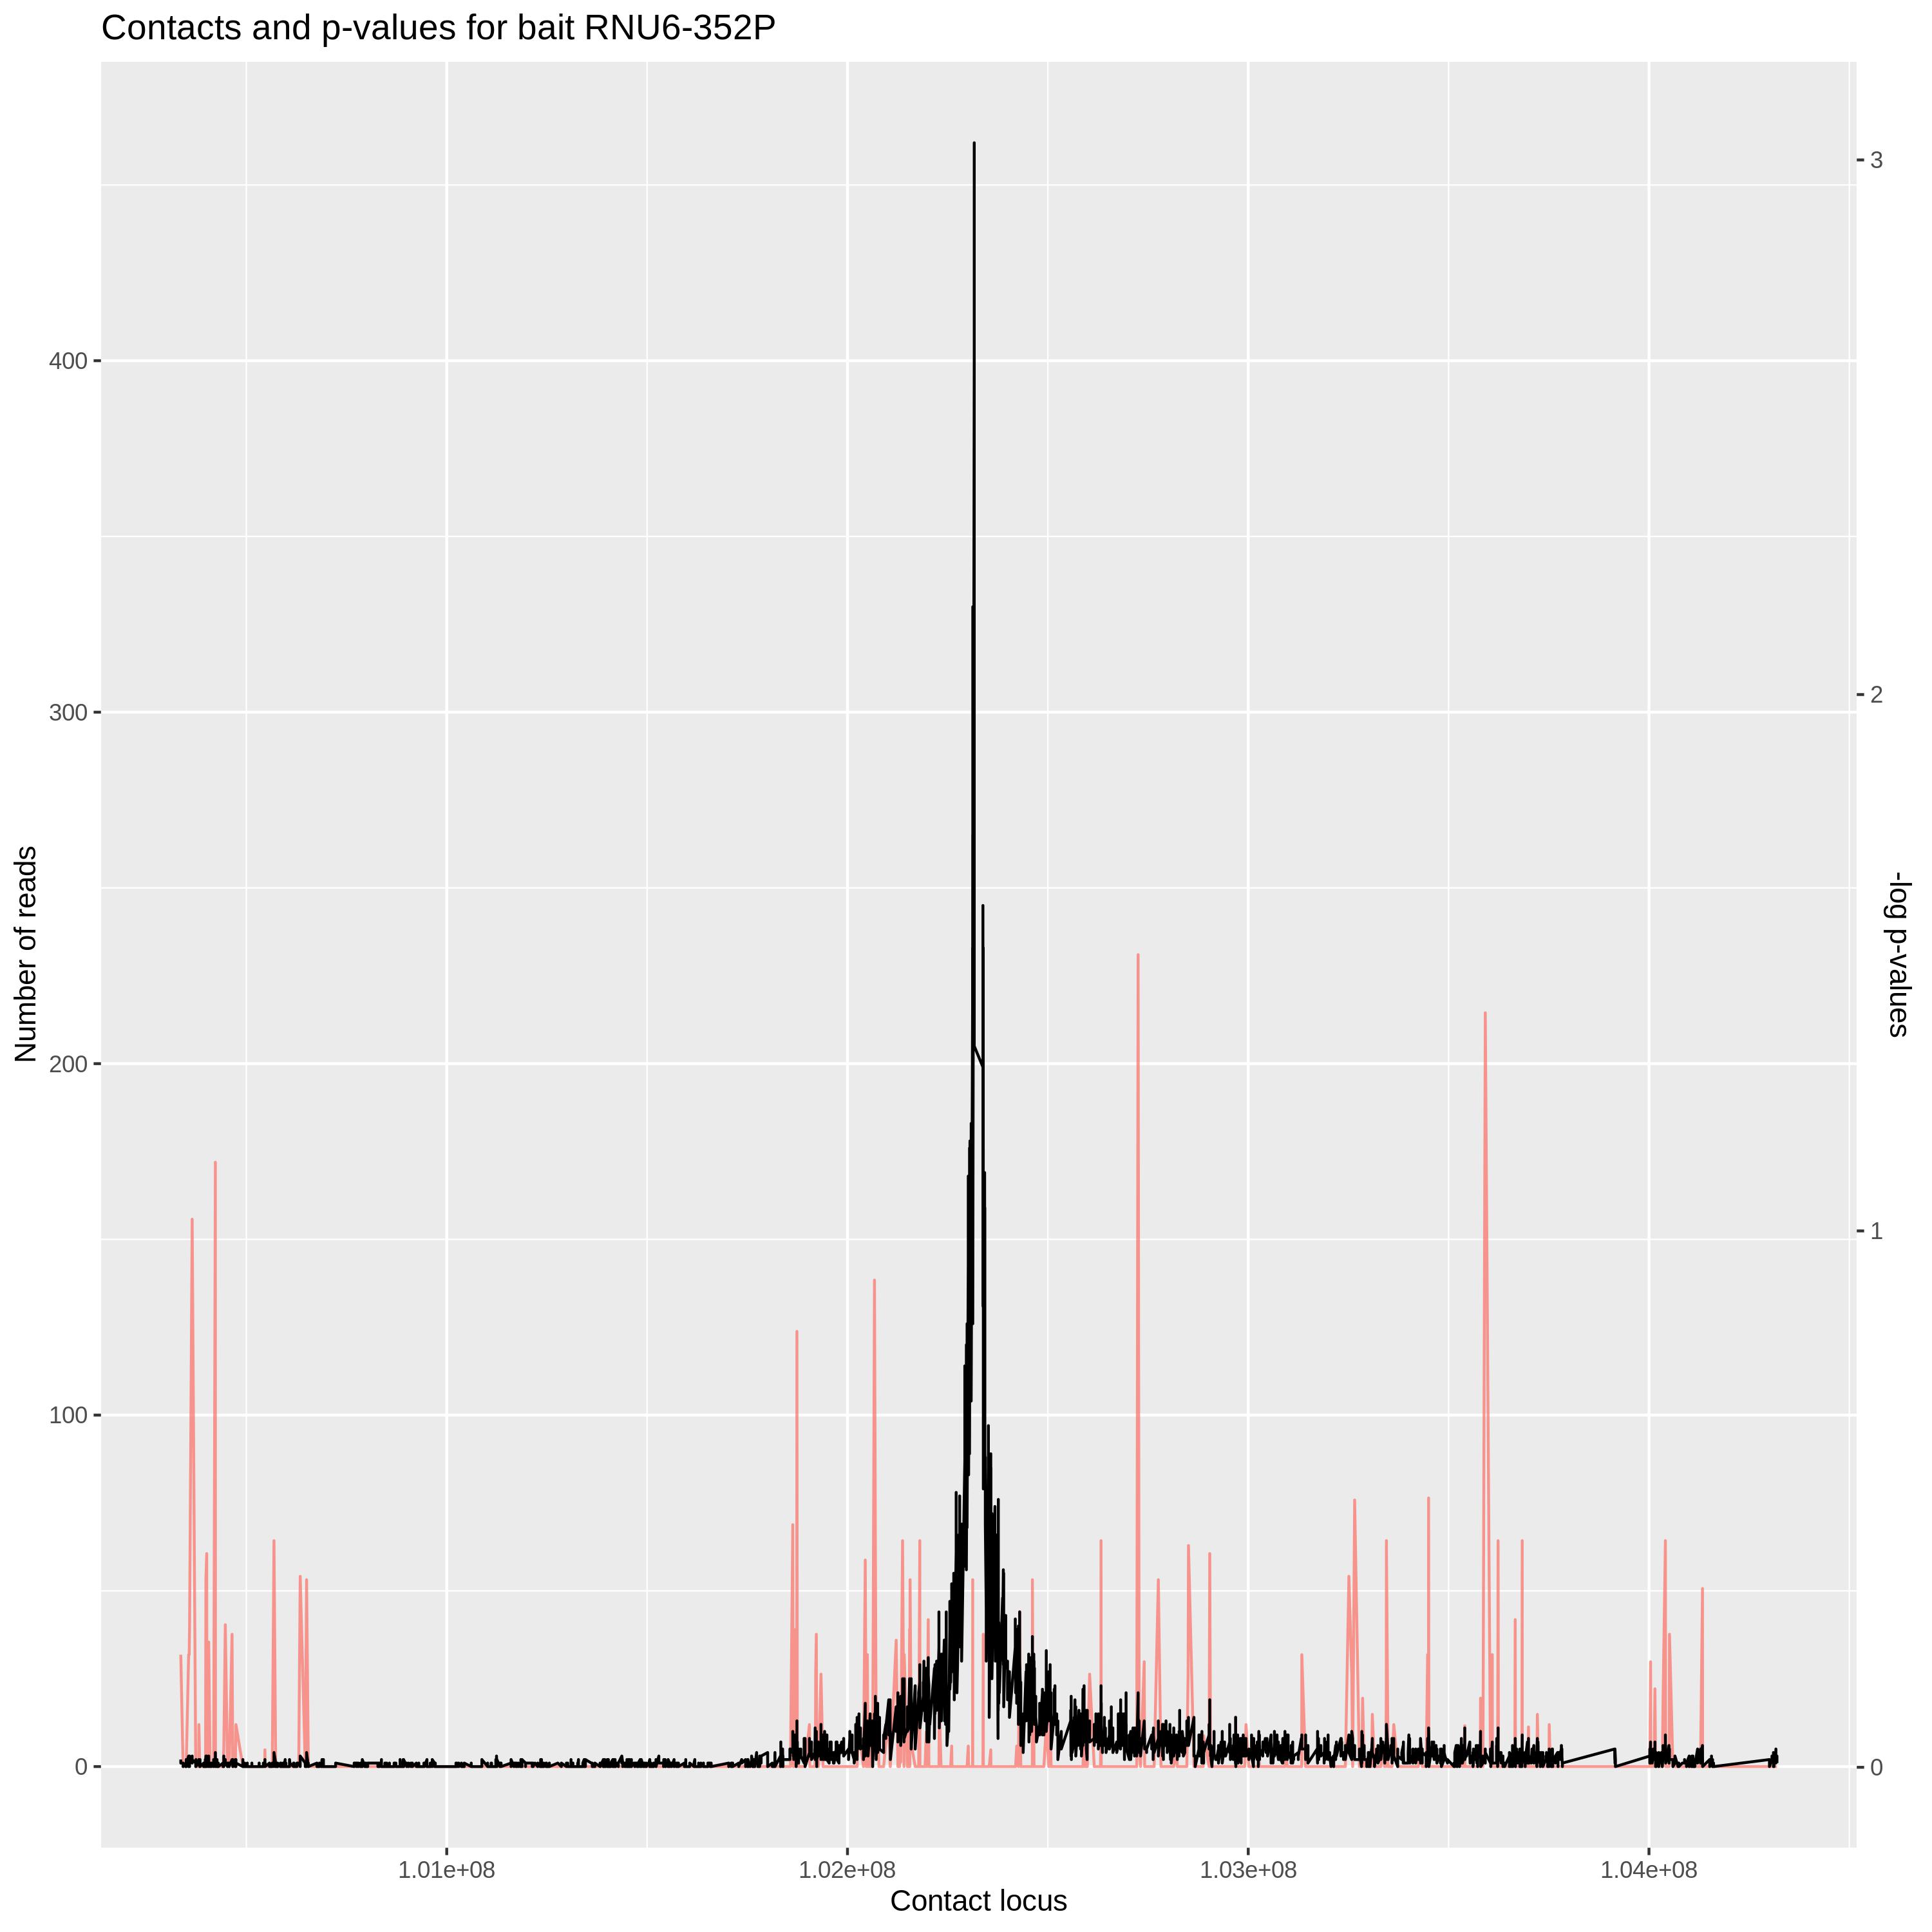 Contacts and p-values for bait RNU6-352P
400
300
200
100
0
3
2
1
0
Number of reads
-log p-values
1.01e+08
1.02e+08
1.03e+08
1.04e+08
Contact locus